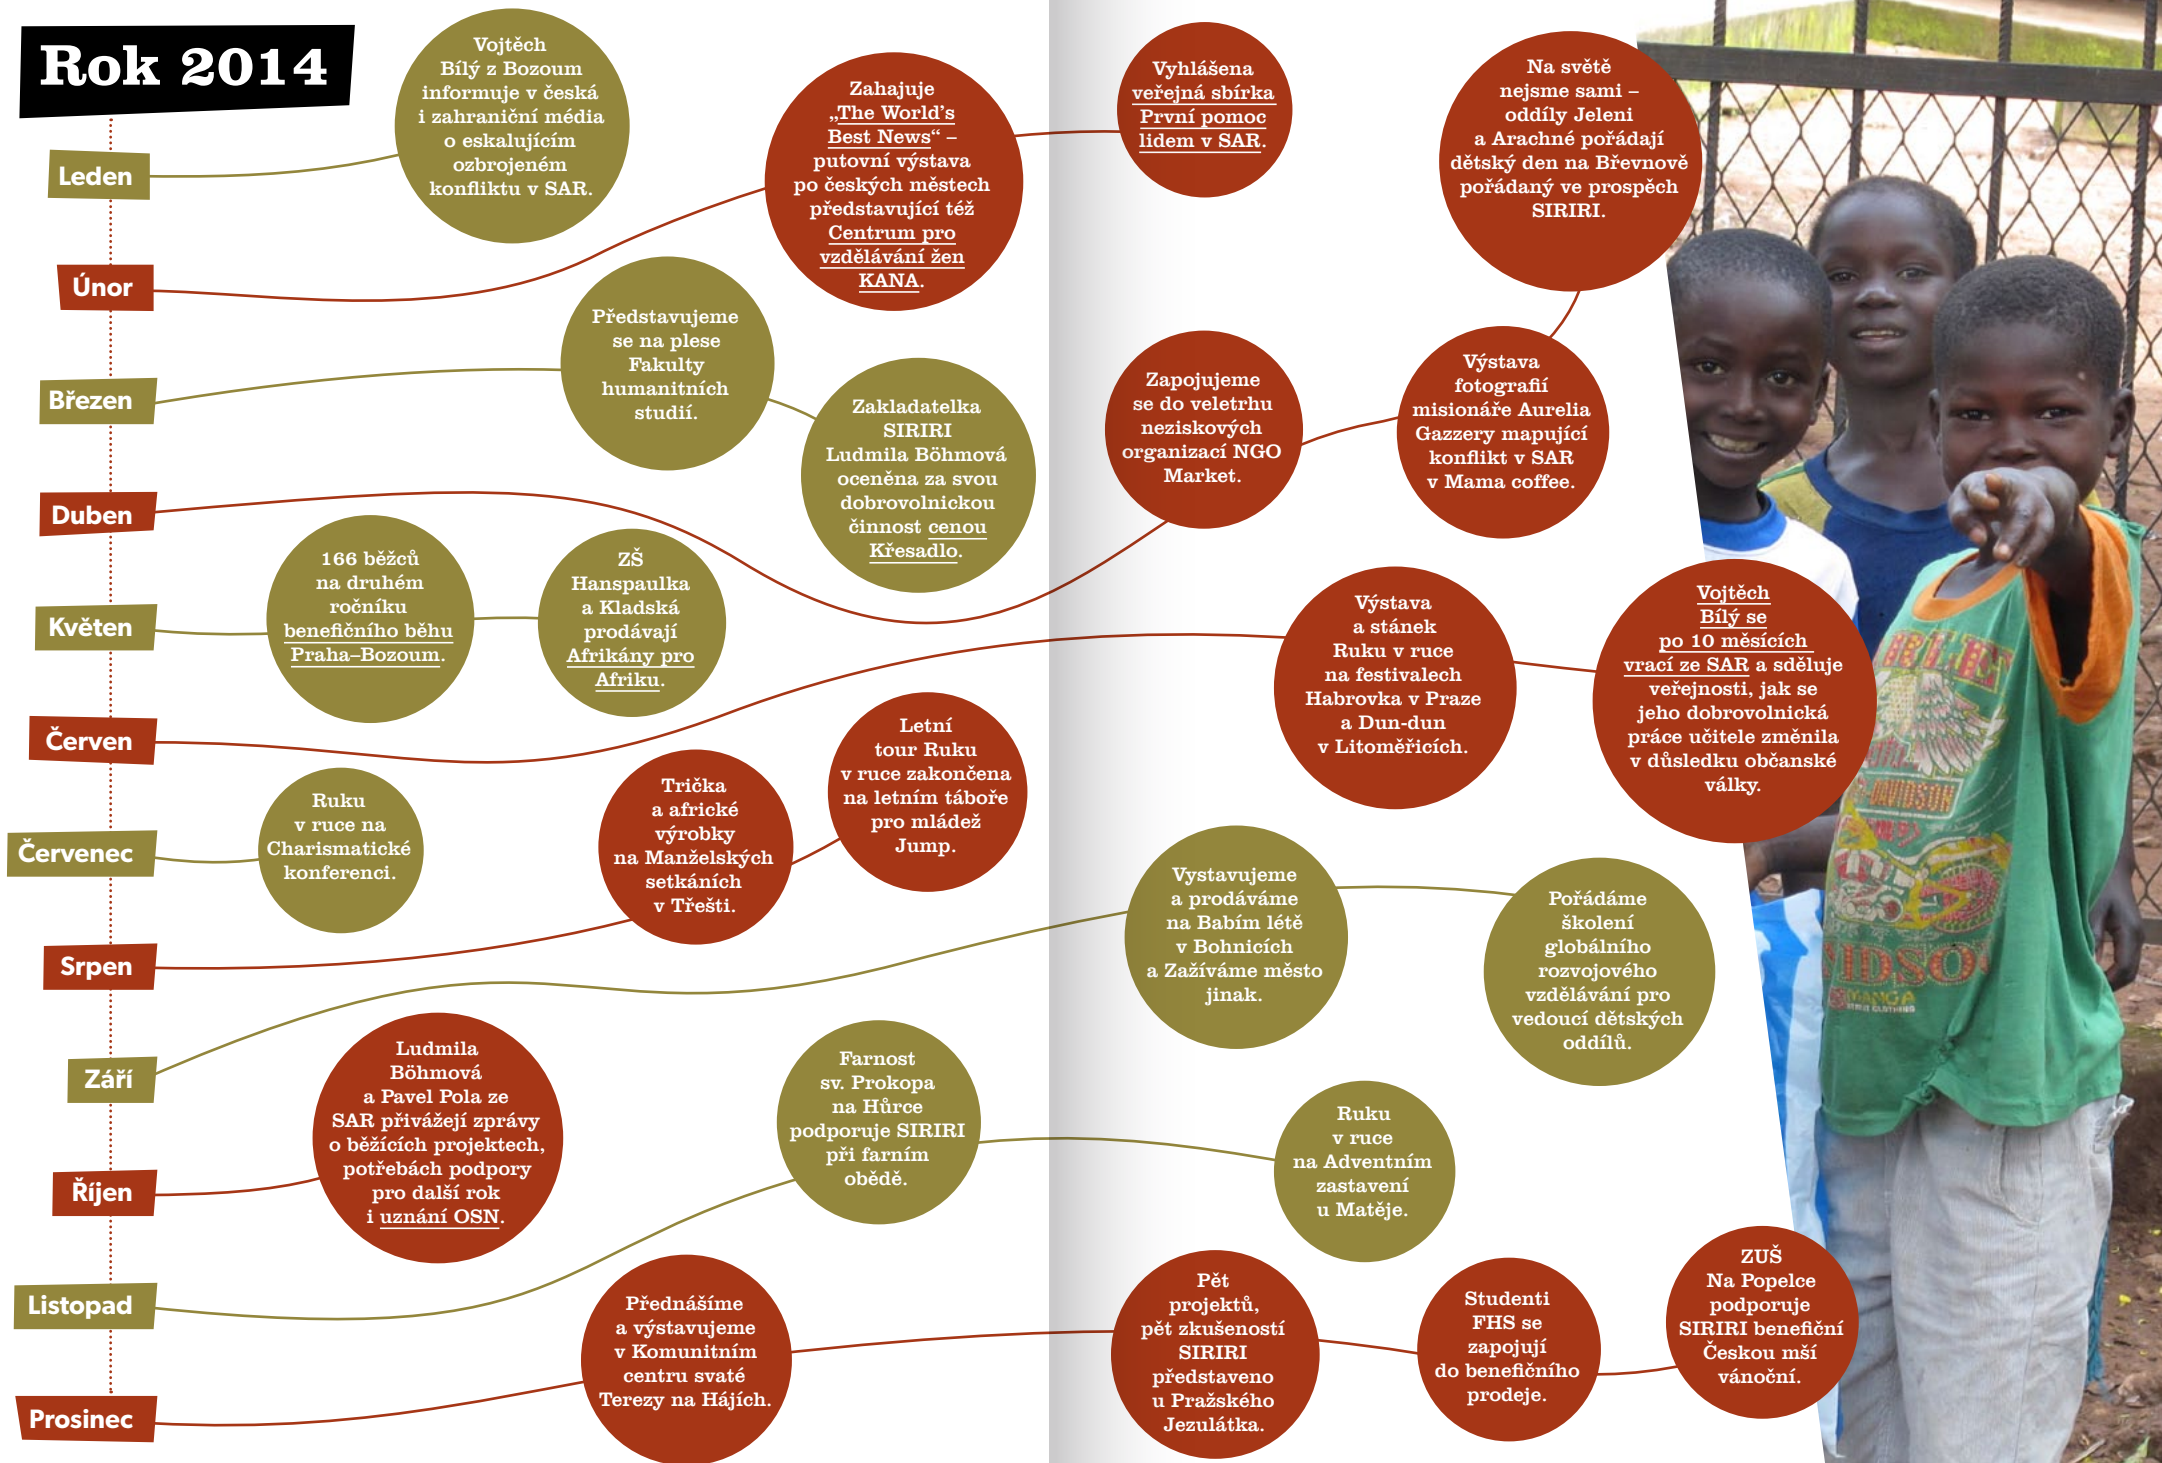 Rok 2014
Leden
Vojtěch
Bílý z Bozoum
informuje v česká
i zahraniční média
o eskalujícím
ozbrojeném
konfliktu v SAR.
Únor
Zahajuje
„The World's
Best News“ –
putovní výstava
po českých městech
představující též
Centrum pro
vzdělávání žen
KANA.
Vyhlášena
veřejná sbírka
První pomoc
lidem v SAR.
Březen
Představujeme
se na plese
Fakulty
humanitních
studií.
Zakladatelka
SIRIRI
Ludmila Böhmová
oceněna za svou
dobrovolnickou
činnost cenou
Křesadlo.
Duben
Zapojujeme
se do veletrhu
neziskových
organizací NGO
Market.
Výstava
fotografií
misionáře Aurelia
Gazzery mapující
konflikt v SAR
v Mama coffee.
Na světě
nejsme sami –
oddíly Jeleni
a Arachné pořádají
dětský den na Břevnově
pořádaný ve prospěch
SIRIRI.
Květen
166 běžců
na druhém
ročníku
benefičního běhu
Praha–Bozoum.
ZŠ
Hanspaulka
a Kladská
prodávají
Afrikány pro
Afriku.
Červen
Výstava
a stánek
Ruku v ruce
na festivalech
Habrovka v Praze
a Dun-dun
v Litoměřicích.
Vojtěch
Bílý se
po 10 měsících
vrací ze SAR a sděluje
veřejnosti, jak se
jeho dobrovolnická
práce učitele změnila
v důsledku občanské
války.
Červenec
Ruku
v ruce na
Charismatické
konferenci.
Srpen
Trička
a africké
výrobky
na Manželských
setkáních
v Třešti.
Letní
tour Ruku
v ruce zakončena
na letním táboře
pro mládež
Jump.
Září
Vystavujeme
a prodáváme
na Babím létě
v Bohnicích
a Zažíváme město
jinak.
Pořádáme
školení
globálního
rozvojového
vzdělávání pro
vedoucí dětských
oddílů.
Říjen
Ludmila
Böhmová
a Pavel Pola ze
SAR přivážejí zprávy
o běžících projektech,
potřebách podpory
pro další rok
i uznání OSN.
Listopad
Farnost
sv. Prokopa
na Hůrce
podporuje SIRIRI
při farním
obědě.
Ruku
v ruce
na Adventním
zastavení
u Matěje.
Prosinec
Přednášíme
a výstavujeme
v Komunitním
centru svaté
Terezy na Hájích.
Pět
projektů,
pět zkušeností
SIRIRI
představeno
u Pražského
Jezulátka.
Studenti
FHS se
zapojují
do benefičního
prodeje.
ZUŠ
Na Popelce
podporuje
SIRIRI benefiční
Českou mší
vánoční.
MANGA